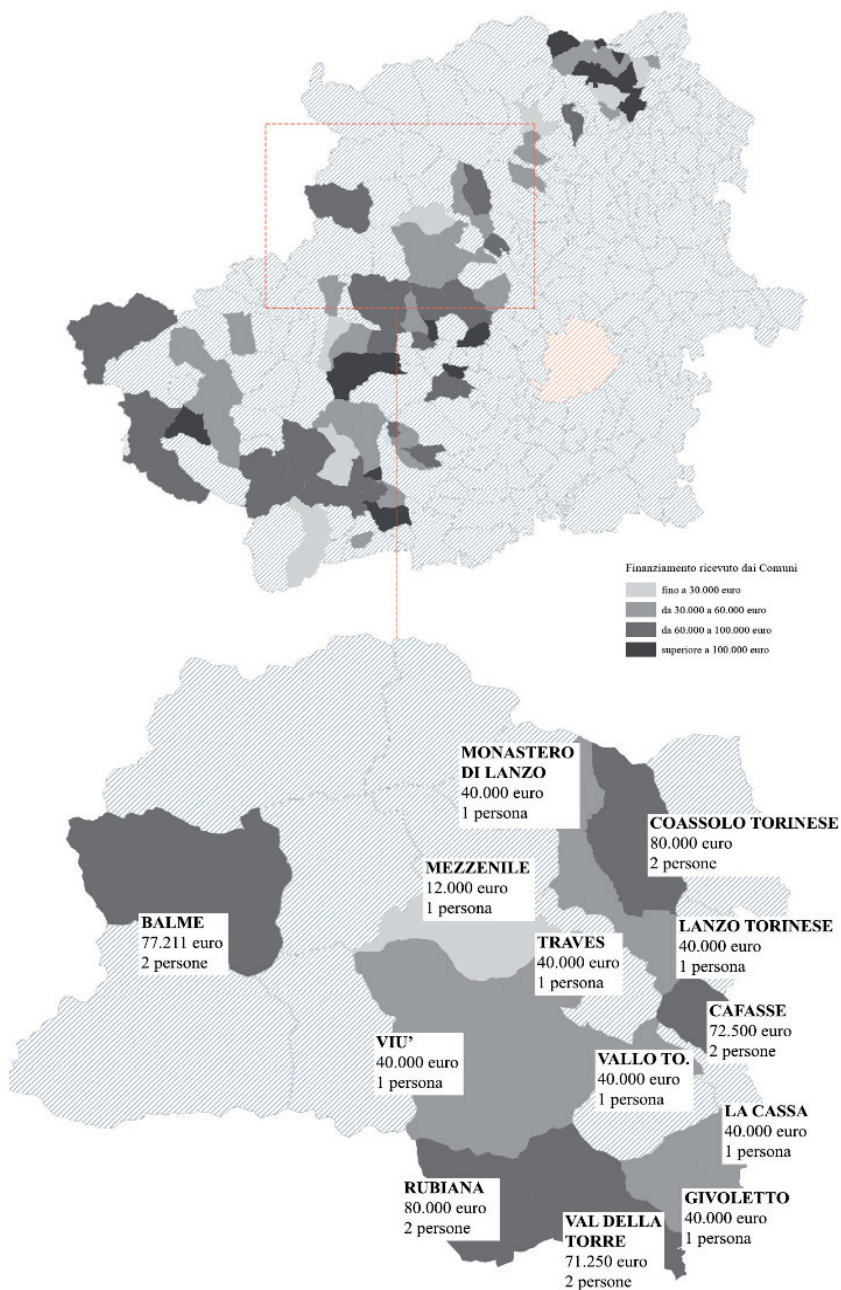 Finanziamento ricevuto dai Comuni
fino a 30.000 euro
da 30.000 a 60.000 euro
da 60.000 a 100.000 euro
superiore a 100.000 euro
MONASTERO
DI LANZO
40.000 euro
1 persona
COASSOLO TORINESE
80.000 euro
2 persone
MEZZENILE
12.000 euro
1 persona
BALME
77.211 euro
2 persone
TRAVES
40.000 euro
1 persona
LANZO TORINESE
40.000 euro
1 persona
CAFASSE
72.500 euro
2 persone
VIU’
40.000 euro
1 persona
VALLO TO.
40.000 euro
1 persona
LA CASSA
40.000 euro
1 persona
RUBIANA
80.000 euro
2 persone
VAL DELLA
TORRE
71.250 euro
2 persone
GIVOLETTO
40.000 euro
1 persona